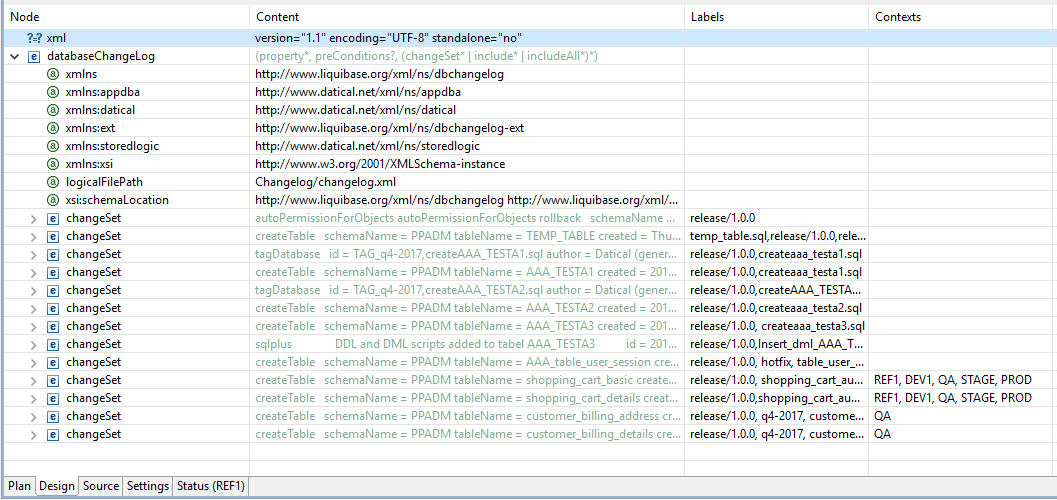 Node Content Labels Contexts
?=? xml version="1.1" encoding="UTF-8" standalone="no"
e databaseChangeLog (property*, preConditions?, (changeSet* | include* | includeAll*)*)
@ xmlns http://www.liquibase.org/xml/ns/dbchangelog
@ xmlns:appdba http://www.datical.net/xml/ns/appdba
@ xmlns:datical http://www.datical.net/xml/ns/datical
@ xmlns:ext http://www.liquibase.org/xml/ns/dbchangelog-ext
@ xmlns:storedlogic http://www.datical.net/xml/ns/storedlogic
@ xmlns:xsi http://www.w3.org/2001/XMLSchema-instance
@ logicalFilePath Changelog/changelog.xml
@ xsi:schemaLocation http://www.liquibase.org/xml/ns/dbchangelog http://www.liquibase.org/xml/...
e changeSet autoPermissionForObjects autoPermissionForObjects rollback schemaName ... release/1.0.0
e changeSet createTable schemaName = PPADM tableName = TEMP_TABLE created = Thu... temp_table.sql,release/1.0.0,rele...
e changeSet tagDatabase id = TAG_q4-2017,createAAA_TESTA1.sql author = Datical (gener... release/1.0.0,createaaa_testa1.sql
e changeSet createTable schemaName = PPADM tableName = AAA_TESTA1 created = 201... release/1.0.0,createaaa_testa1.sql
e changeSet tagDatabase id = TAG_q4-2017,createAAA_TESTA2.sql author = Datical (gener... release/1.0.0,createAAA_TESTA...
e changeSet createTable schemaName = PPADM tableName = AAA_TESTA2 created = 201... release/1.0.0,createaaa_testa2.sql
e changeSet createTable schemaName = PPADM tableName = AAA_TESTA3 created = 201... release/1.0.0, createaaa_testa3.sql
e changeSet sqlplus DDL and DML scripts added to tabel AAA_TESTA3 id = 201... release/1.0.0,Insert_dml_AAA_T...
e changeSet createTable schemaName = PPADM tableName = AAA_table_user_session cre... release/1.0.0, hotfix, table_user_...
e changeSet createTable schemaName = PPADM tableName = shopping_cart_basic create... release/1.0.0, shopping_cart_au... REF1, DEV1, QA, STAGE, PROD
e changeSet createTable schemaName = PPADM tableName = shopping_cart_details creat... release/1.0.0,shopping_cart_au... REF1, DEV1, QA, STAGE, PROD
e changeSet createTable schemaName = PPADM tableName = customer_billing_address cr... release/1.0.0, q4-2017, custome... QA
e changeSet createTable schemaName = PPADM tableName = customer_billing_details cre... release/1.0.0, q4-2017, custome... QA
Plan Design Source Settings Status (REF1)